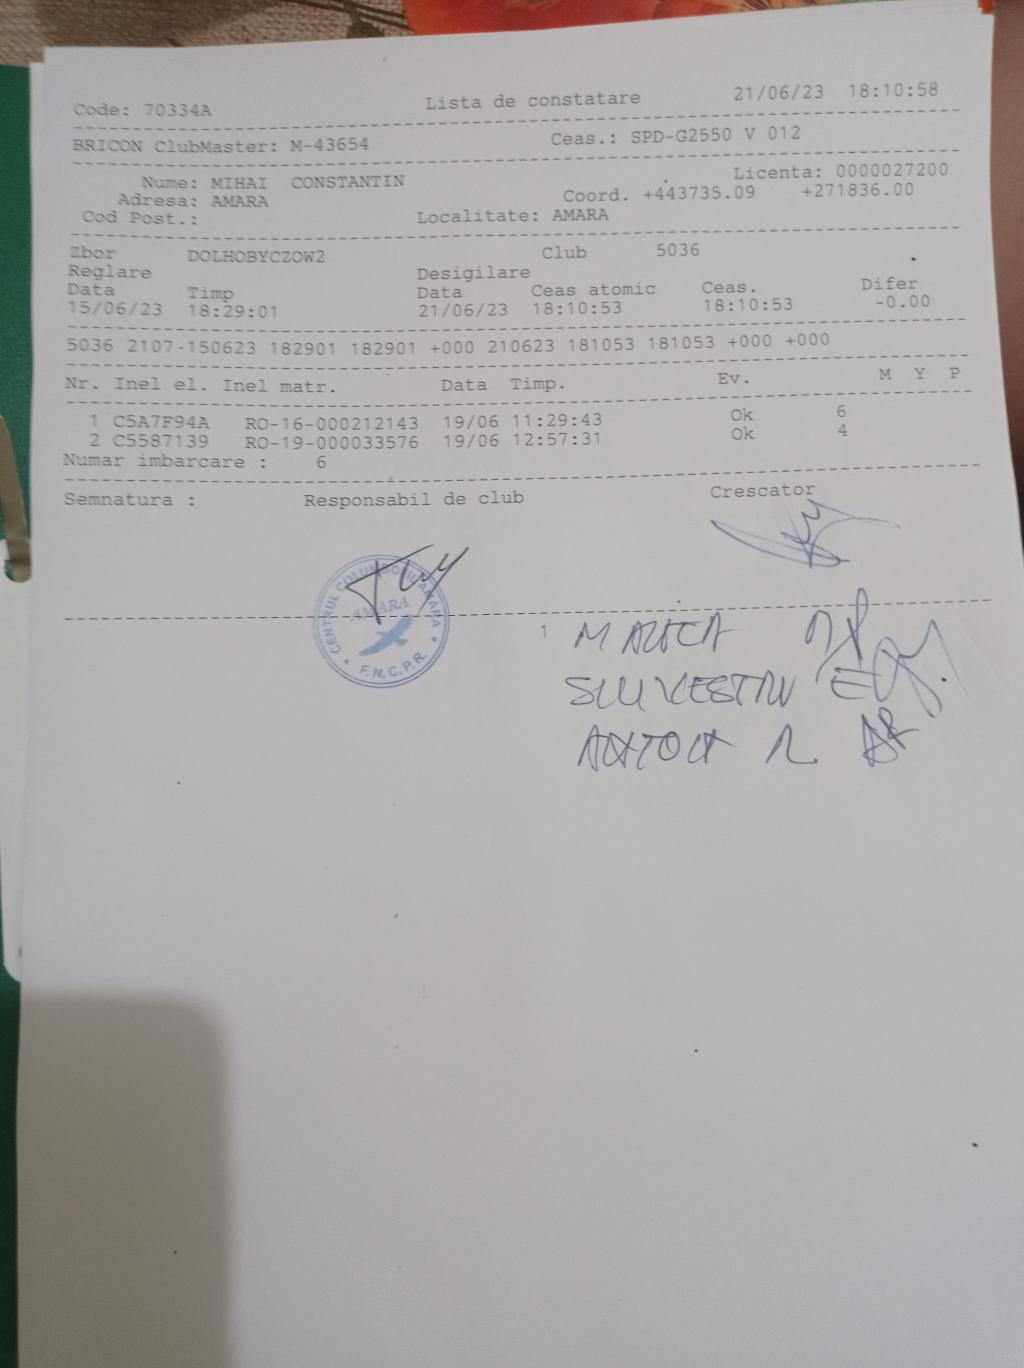 Code: 70334A Lista de constatare 21/06/23 18:10:58
BRICON ClubMaster: M-43654 Ceas.: SPD-G2550 V 012
Nume: MIHAI CONSTANTIN Licenta: 0000027200
Adresa: AMARA Coord. +443735.09 +271836.00
Cod Post.: Localitate: AMARA
Zbor DOLHOBYCZOW2 Club 5036
Reglare Desigilare
Data Timp Data Ceas atomic Ceas. Difer
15/06/23 18:29:01 21/06/23 18:10:53 18:10:53 -0.00
5036 2107-150623 182901 182901 +000 210623 181053 181053 +000 +000
Nr. Inel el. Inel matr. Data Timp. Ev. M Y P
1 C5A7F94A RO-16-000212143 19/06 11:29:43 Ok 6
2 C5587139 RO-19-000033576 19/06 12:57:31 Ok 4
Numar imbarcare : 6
Semnatura : Responsabil de club Crescator
CENTRUL COLUMBOFIL AMARA
AMARA
F.N.C.P.R.
1